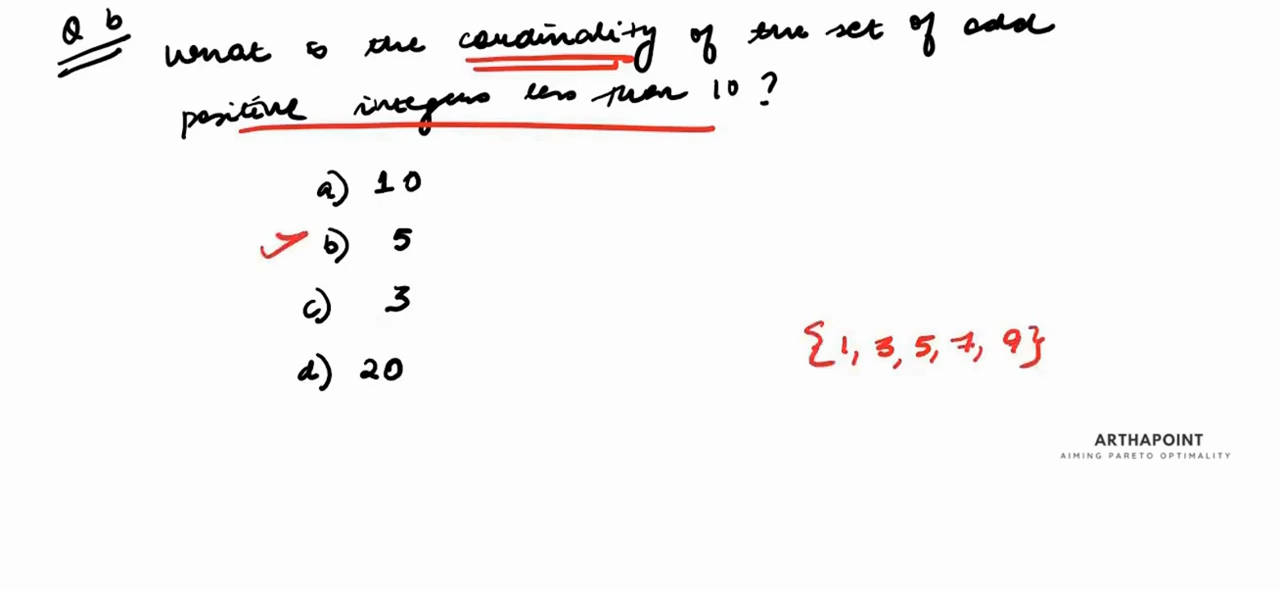 Q 6
What is the cardinality of the set of odd
positive integers less than 10 ?
a) 10
b) 5
c) 3
d) 20
{1, 3, 5, 7, 9}
ARTHAPOINT
AIMING PARETO OPTIMALITY